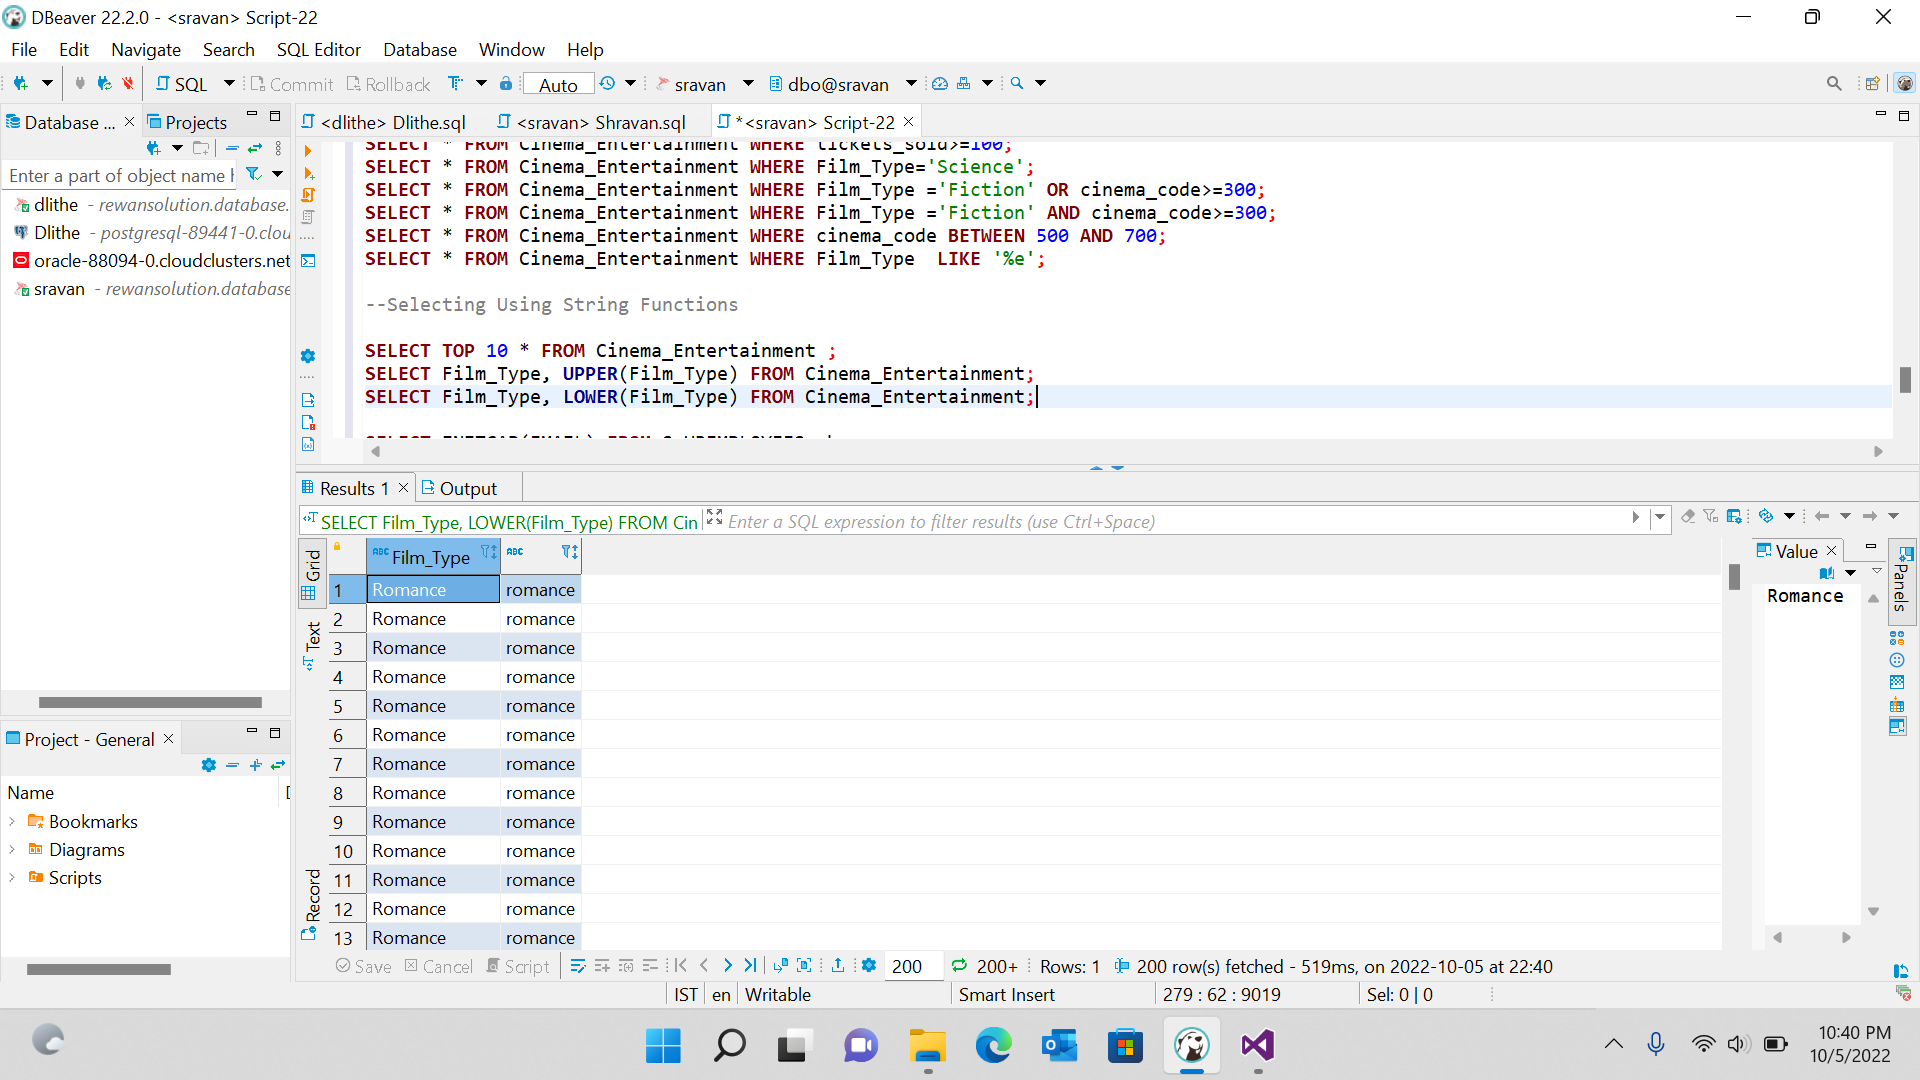 DBeaver 22.2.0 - <sravan> Script-22
File Edit Navigate Search SQL Editor Database Window Help
SQL Commit Rollback Auto sravan dbo@sravan
Database ... Projects
<dlithe> Dlithe.sql <sravan> Shravan.sql *<sravan> Script-22
Enter a part of object name h
dlithe - rewansolution.database.
Dlithe - postgresql-89441-0.clou
oracle-88094-0.cloudclusters.net
sravan - rewansolution.database
SELECT * FROM Cinema_Entertainment WHERE tickets_sold>=100;
SELECT * FROM Cinema_Entertainment WHERE Film_Type='Science';
SELECT * FROM Cinema_Entertainment WHERE Film_Type ='Fiction' OR cinema_code>=300;
SELECT * FROM Cinema_Entertainment WHERE Film_Type ='Fiction' AND cinema_code>=300;
SELECT * FROM Cinema_Entertainment WHERE cinema_code BETWEEN 500 AND 700;
SELECT * FROM Cinema_Entertainment WHERE Film_Type  LIKE '%e';
--Selecting Using String Functions
SELECT TOP 10 * FROM Cinema_Entertainment ;
SELECT Film_Type, UPPER(Film_Type) FROM Cinema_Entertainment;
SELECT Film_Type, LOWER(Film_Type) FROM Cinema_Entertainment;
Results 1 Output
SELECT Film_Type, LOWER(Film_Type) FROM Cin Enter a SQL expression to filter results (use Ctrl+Space)
Grid
Text
Record
ABC Film_Type ABC
1 Romance romance
2 Romance romance
3 Romance romance
4 Romance romance
5 Romance romance
6 Romance romance
7 Romance romance
8 Romance romance
9 Romance romance
10 Romance romance
11 Romance romance
12 Romance romance
13 Romance romance
Value
Romance
Panels
Project - General
Name
Bookmarks
Diagrams
Scripts
Save Cancel Script 200 200+ Rows: 1 200 row(s) fetched - 519ms, on 2022-10-05 at 22:40
IST en Writable Smart Insert 279 : 62 : 9019 Sel: 0 | 0
10:40 PM
10/5/2022